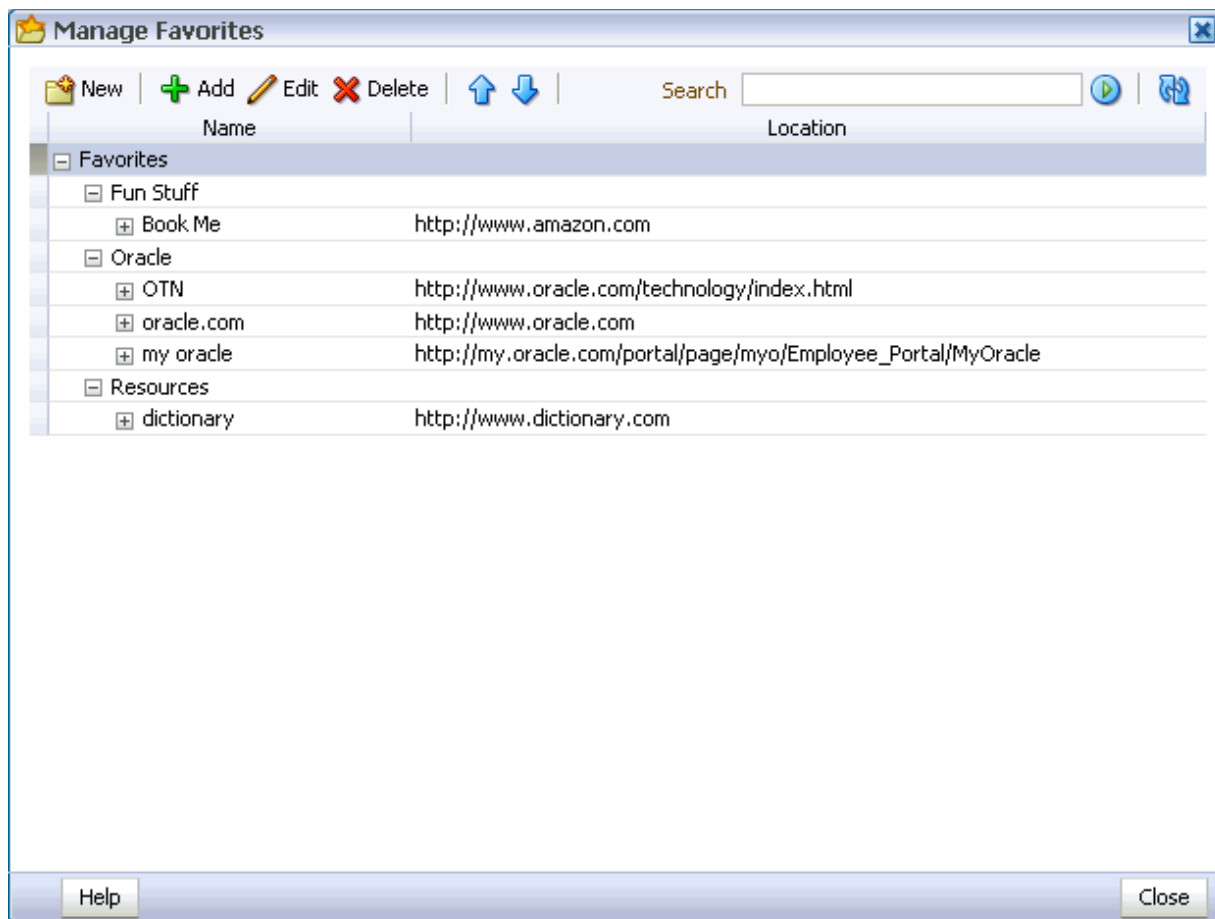 Manage Favorites
New Add Edit Delete Search
Name Location
Favorites
Fun Stuff
Book Me http://www.amazon.com
Oracle
OTN http://www.oracle.com/technology/index.html
oracle.com http://www.oracle.com
my oracle http://my.oracle.com/portal/page/myo/Employee_Portal/MyOracle
Resources
dictionary http://www.dictionary.com
Help Close